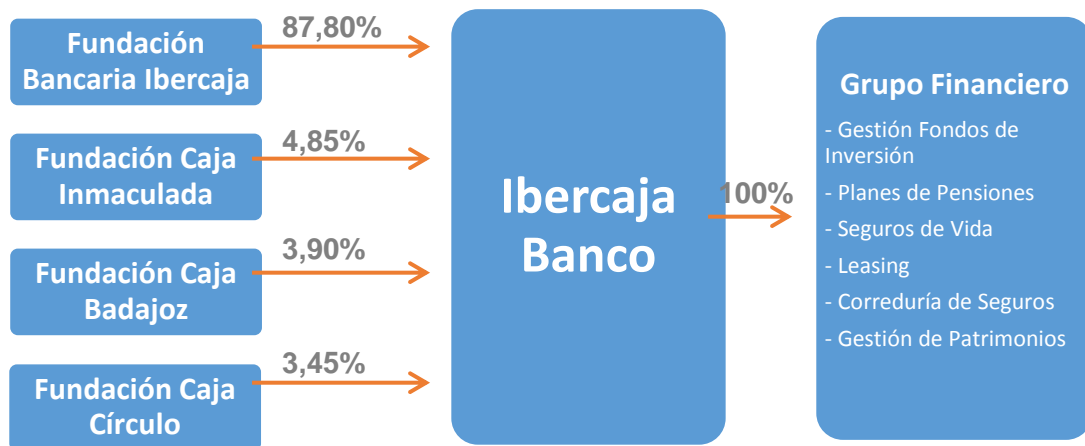 Fundación
Bancaria Ibercaja
87,80%
Fundación Caja
Inmaculada
4,85%
Fundación Caja
Badajoz
3,90%
Fundación Caja
Círculo
3,45%
Ibercaja
Banco
100%
Grupo Financiero
- Gestión Fondos de
Inversión
- Planes de Pensiones
- Seguros de Vida
- Leasing
- Correduría de Seguros
- Gestión de Patrimonios